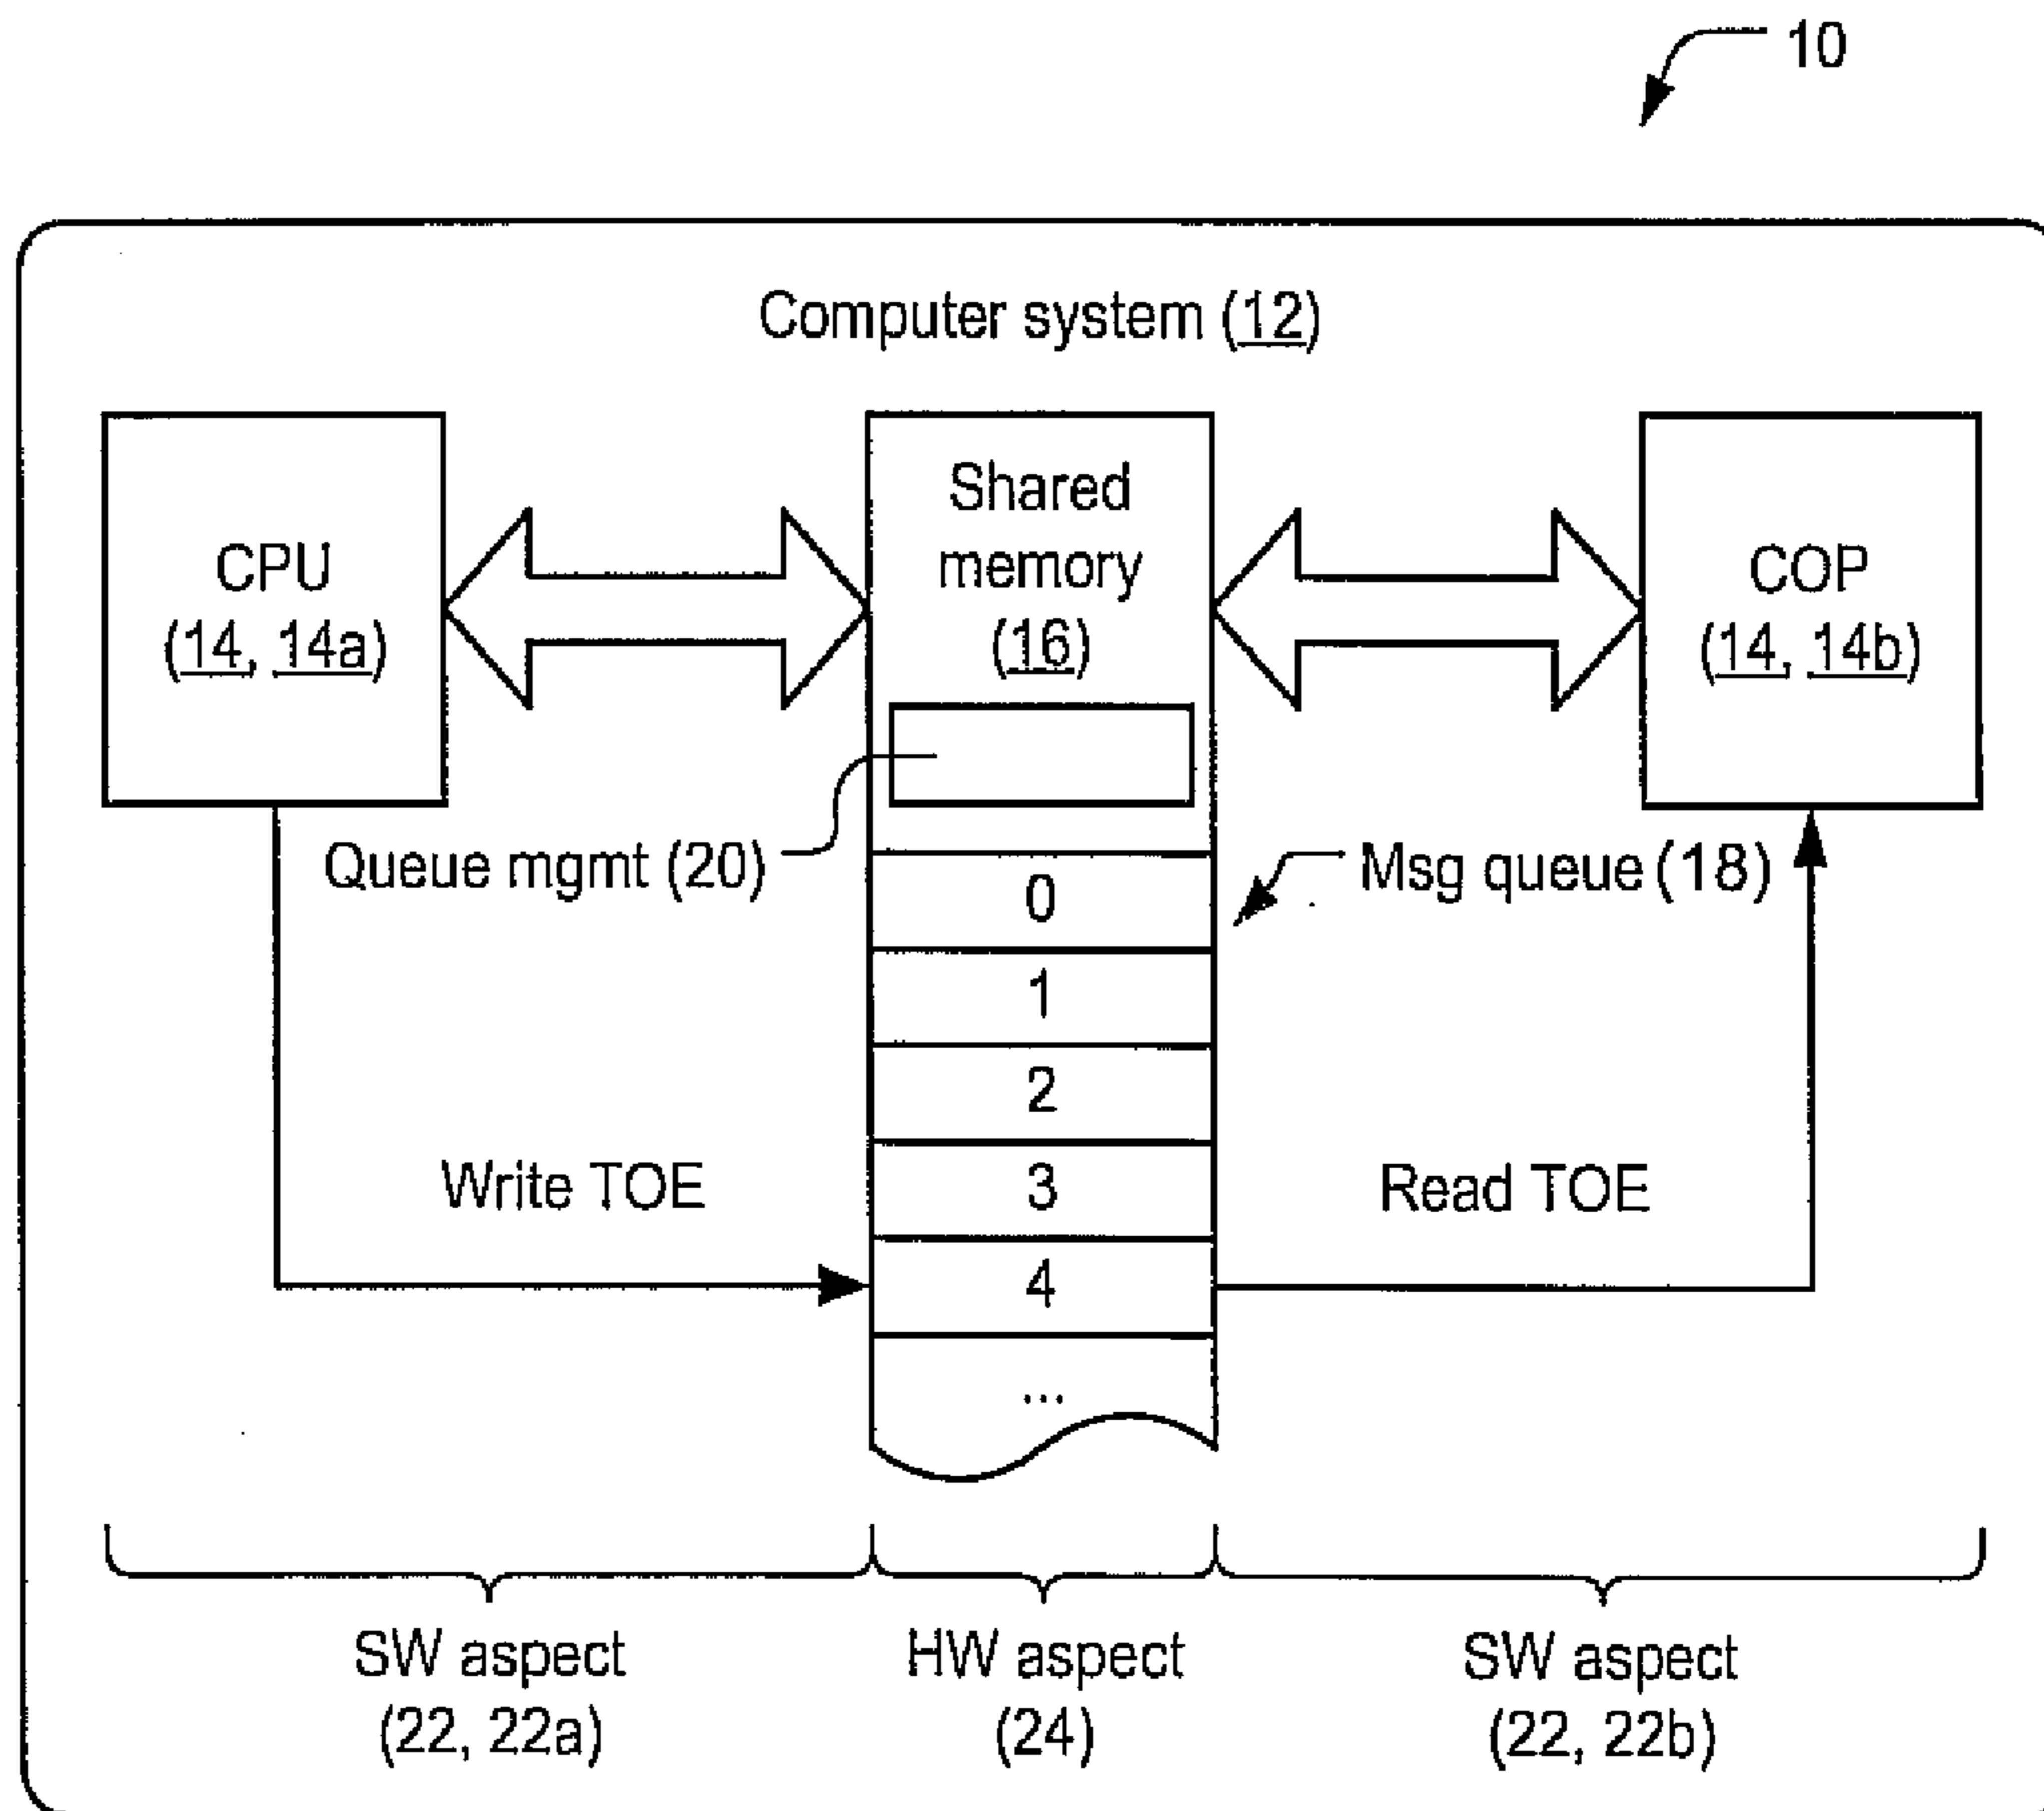 10
Computer system (12)
CPU
(14, 14a)
Shared
memory
(16)
COP
(14, 14b)
Queue mgmt (20)
Msg queue (18)
0
1
2
3
4
...
Write TOE
Read TOE
SW aspect
(22, 22a)
HW aspect
(24)
SW aspect
(22, 22b)